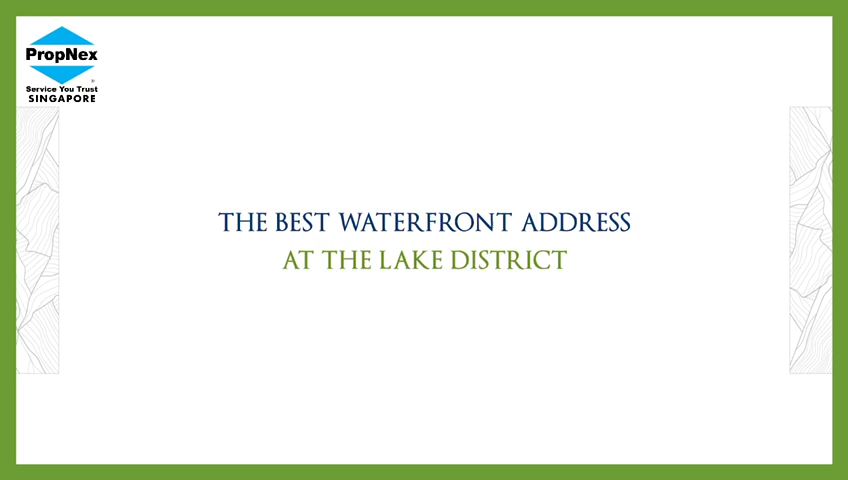 PropNex
Service You Trust
SINGAPORE
THE BEST WATERFRONT ADDRESS
AT THE LAKE DISTRICT